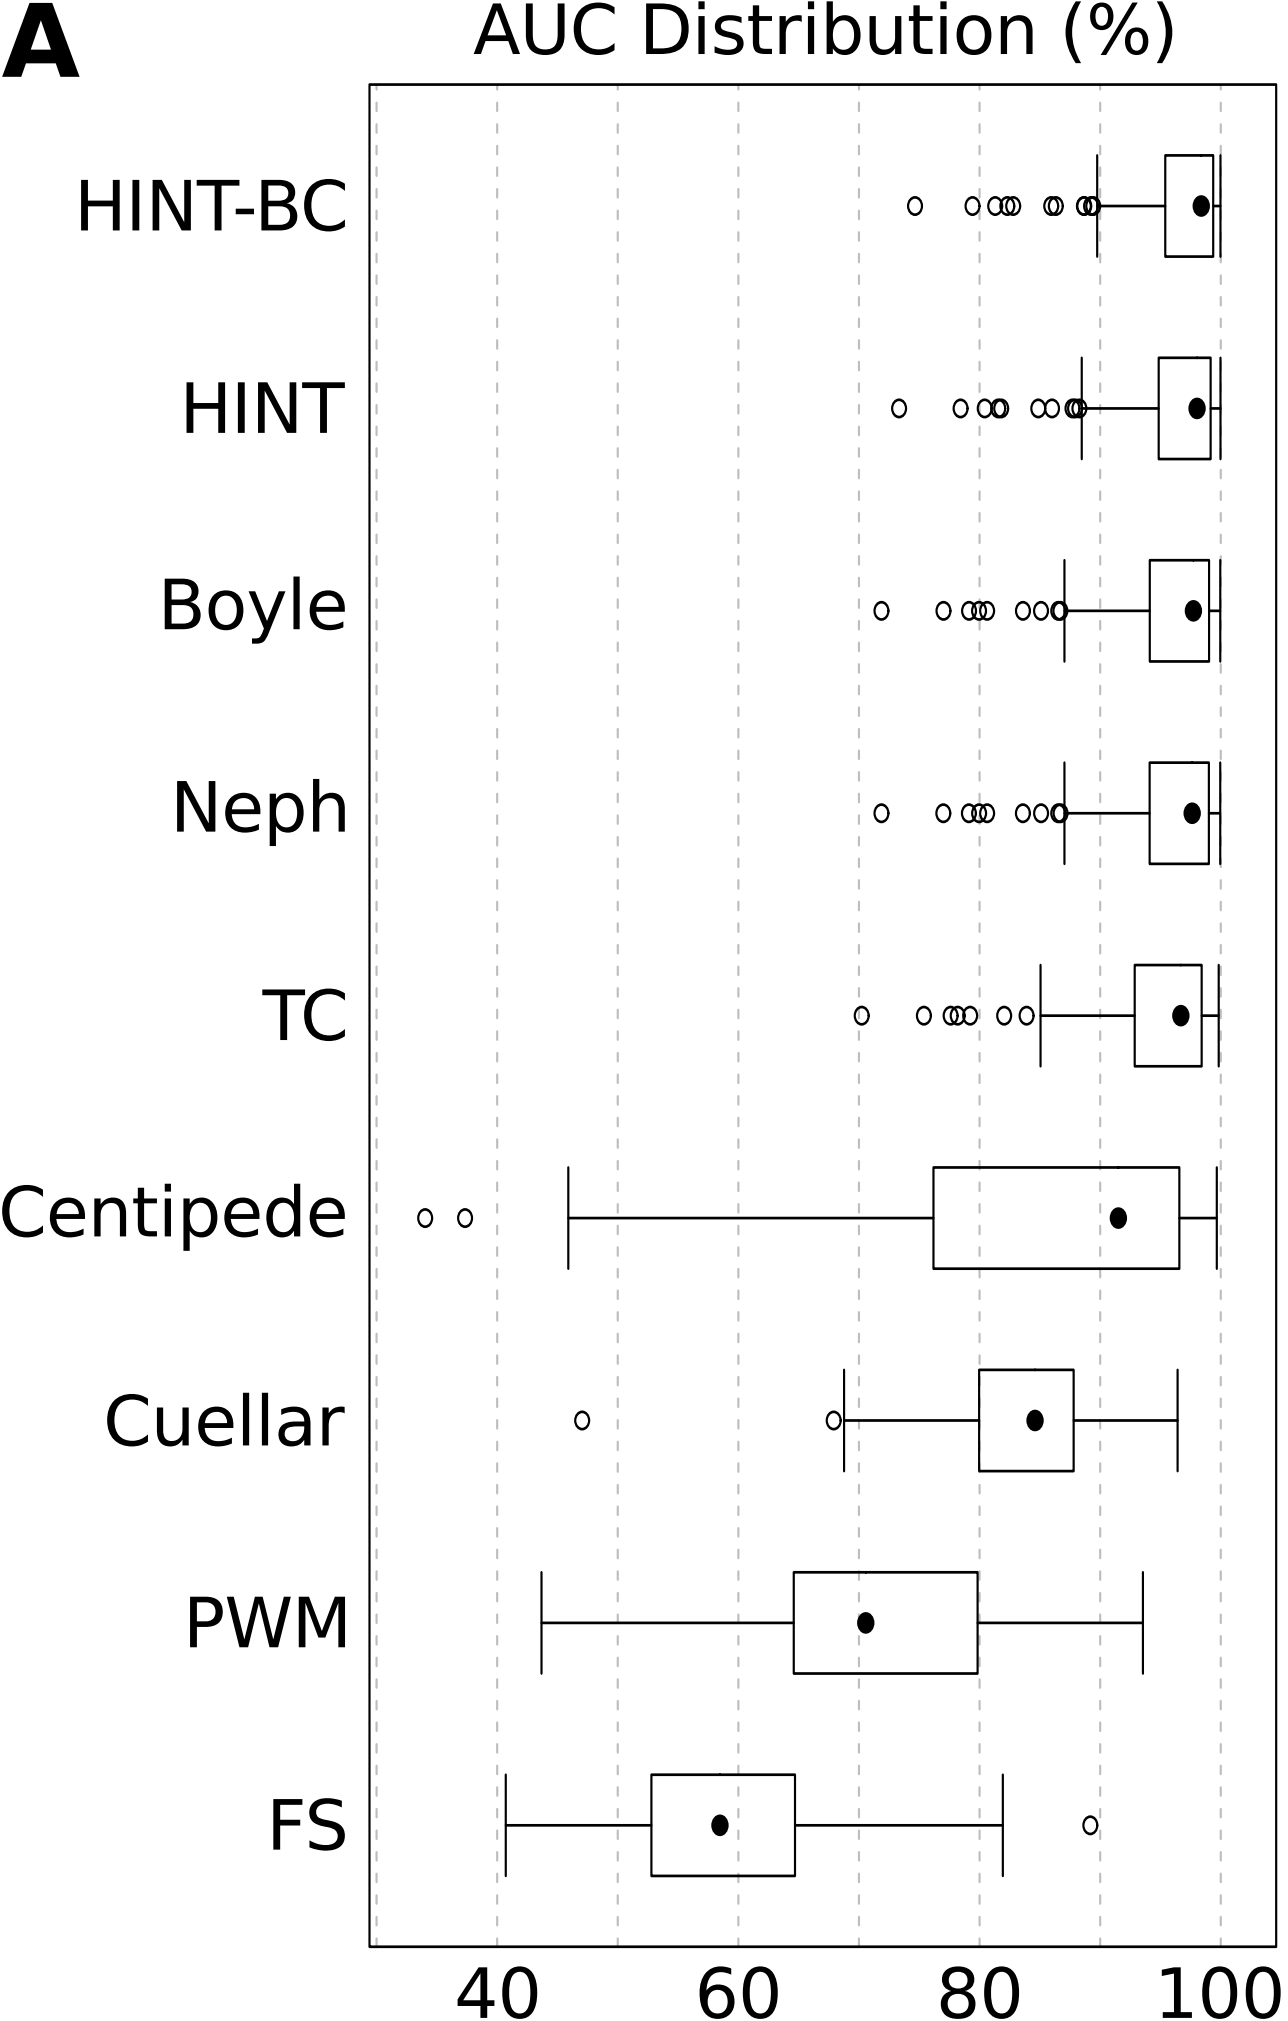 A
AUC Distribution (%)
HINT-BC
HINT
Boyle
Neph
TC
Centipede
Cuellar
PWM
FS
40 60 80 100